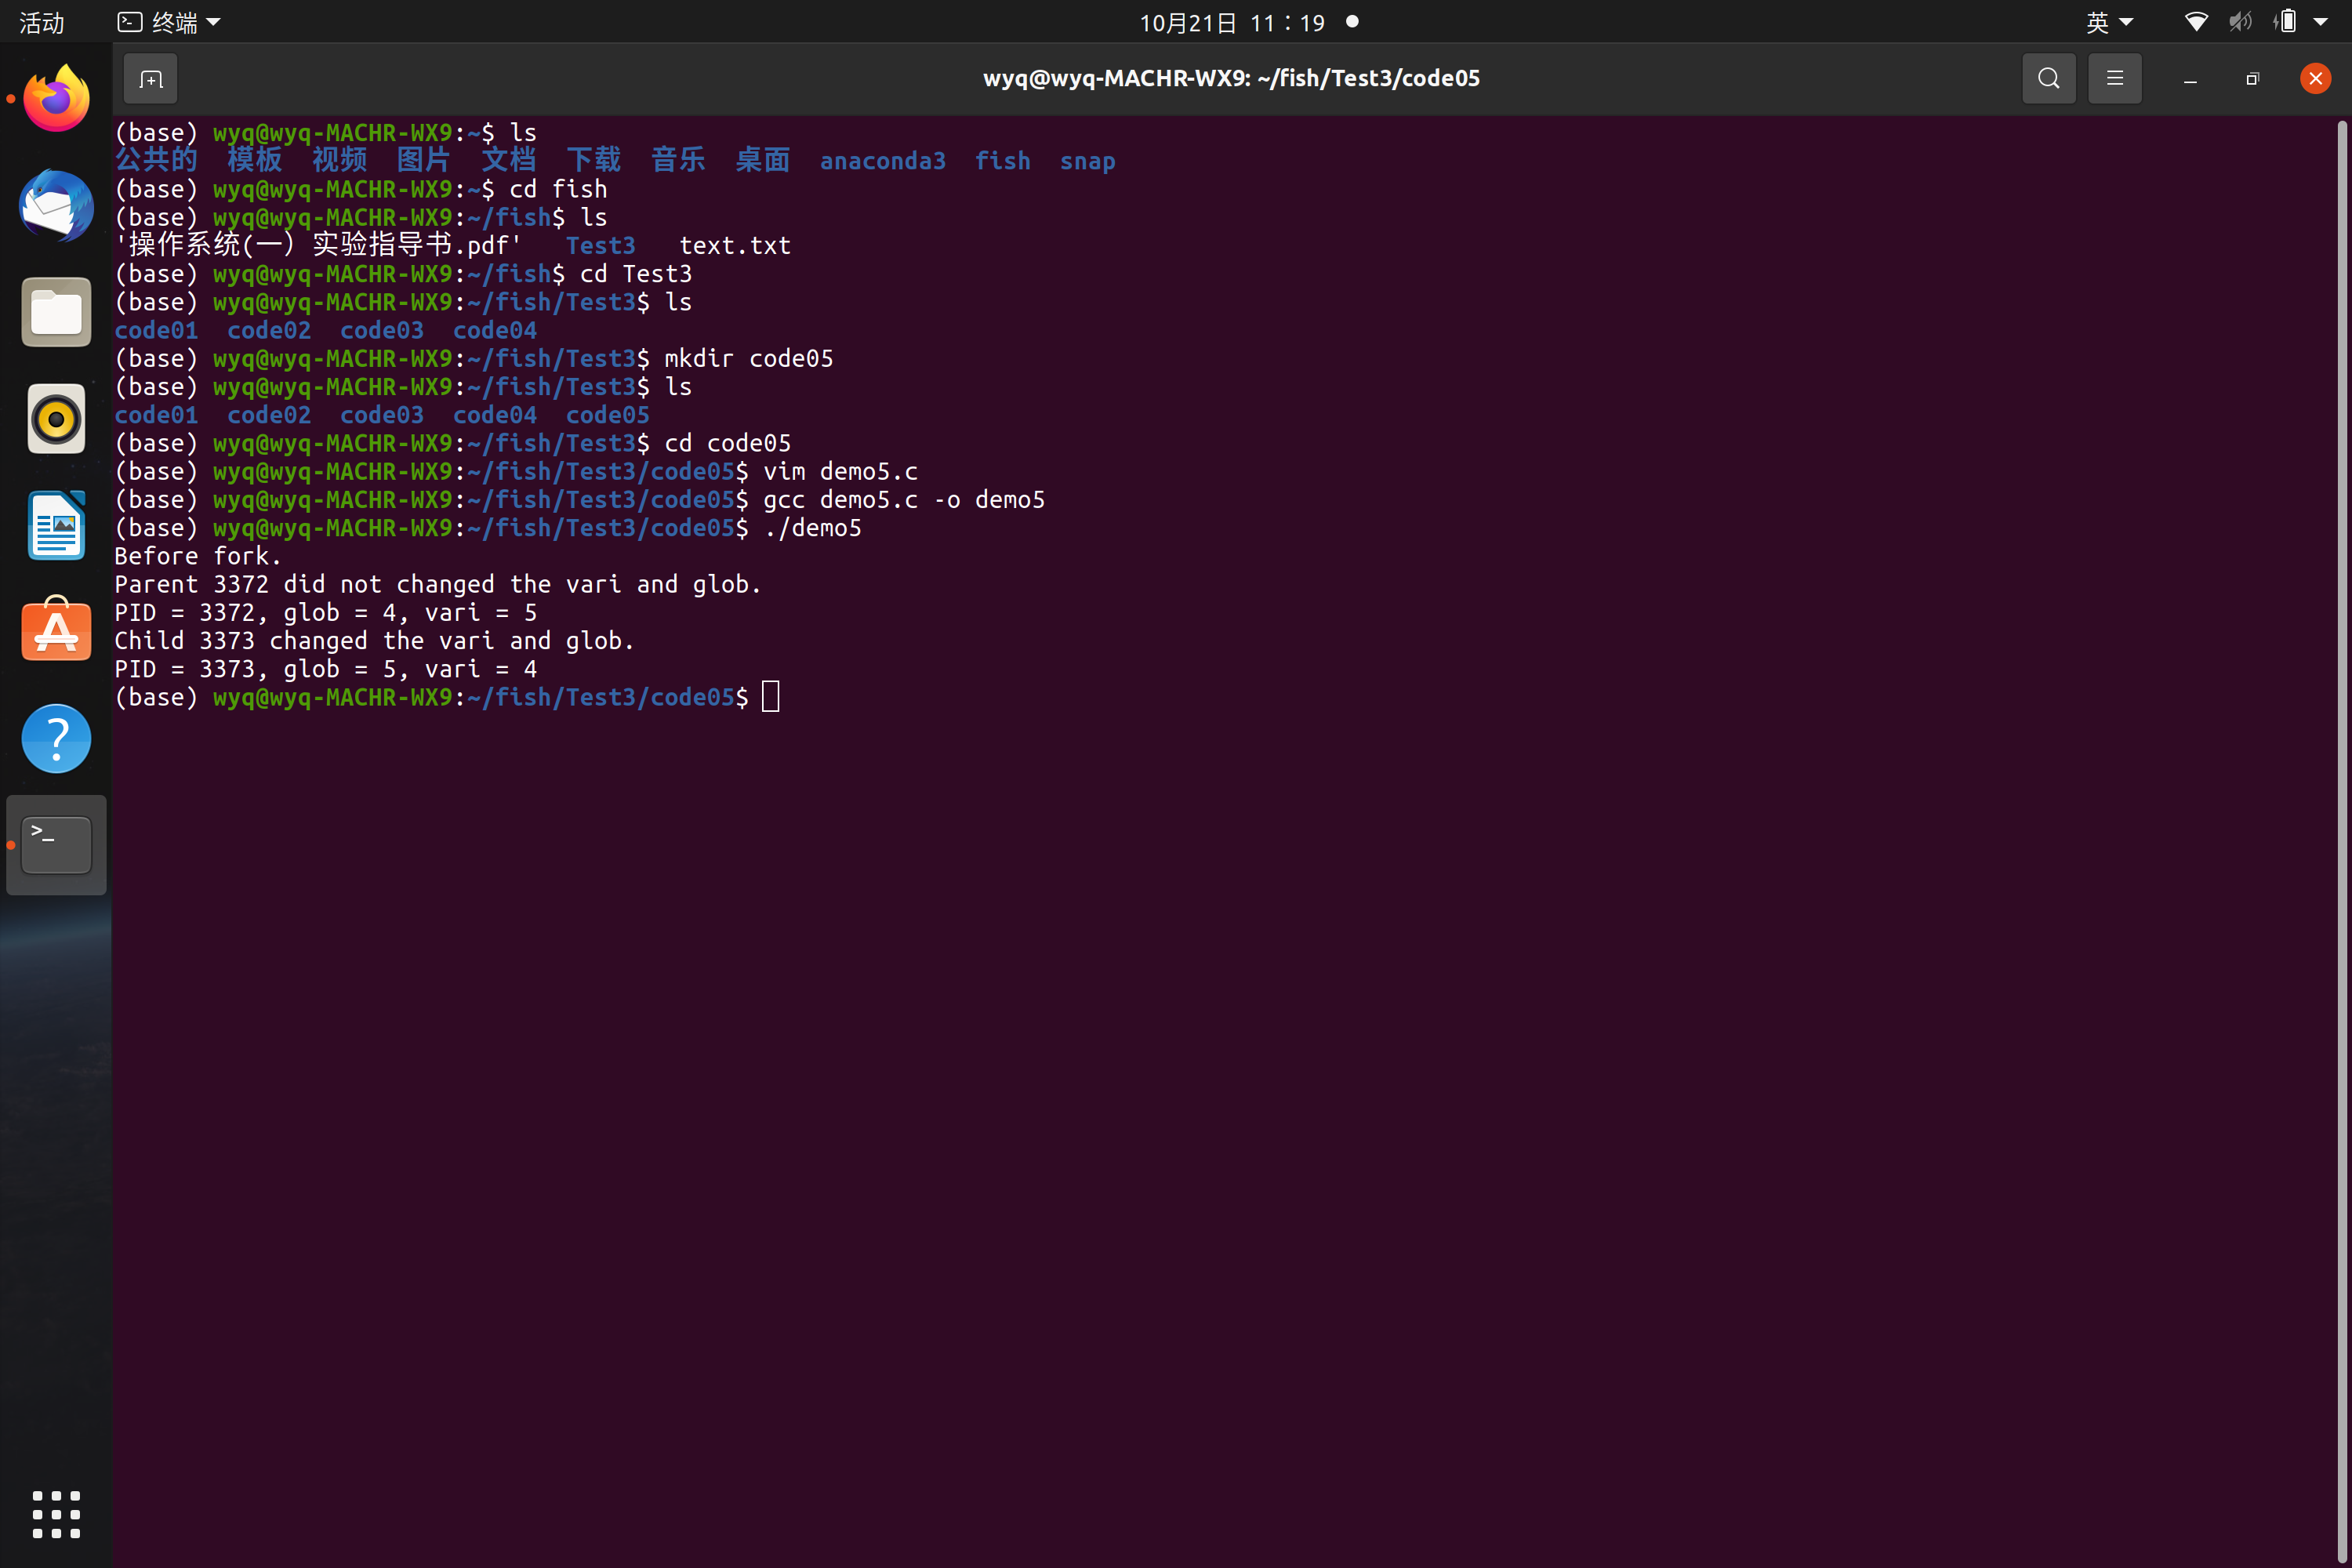 活动 终端 10月21日 11：19 英
wyq@wyq-MACHR-WX9: ~/fish/Test3/code05
(base) wyq@wyq-MACHR-WX9:~$ ls
公共的 模板 视频 图片 文档 下载 音乐 桌面 anaconda3 fish snap
(base) wyq@wyq-MACHR-WX9:~$ cd fish
(base) wyq@wyq-MACHR-WX9:~/fish$ ls
'操作系统(一）实验指导书.pdf' Test3 text.txt
(base) wyq@wyq-MACHR-WX9:~/fish$ cd Test3
(base) wyq@wyq-MACHR-WX9:~/fish/Test3$ ls
code01 code02 code03 code04
(base) wyq@wyq-MACHR-WX9:~/fish/Test3$ mkdir code05
(base) wyq@wyq-MACHR-WX9:~/fish/Test3$ ls
code01 code02 code03 code04 code05
(base) wyq@wyq-MACHR-WX9:~/fish/Test3$ cd code05
(base) wyq@wyq-MACHR-WX9:~/fish/Test3/code05$ vim demo5.c
(base) wyq@wyq-MACHR-WX9:~/fish/Test3/code05$ gcc demo5.c -o demo5
(base) wyq@wyq-MACHR-WX9:~/fish/Test3/code05$ ./demo5
Before fork.
Parent 3372 did not changed the vari and glob.
PID = 3372, glob = 4, vari = 5
Child 3373 changed the vari and glob.
PID = 3373, glob = 5, vari = 4
(base) wyq@wyq-MACHR-WX9:~/fish/Test3/code05$